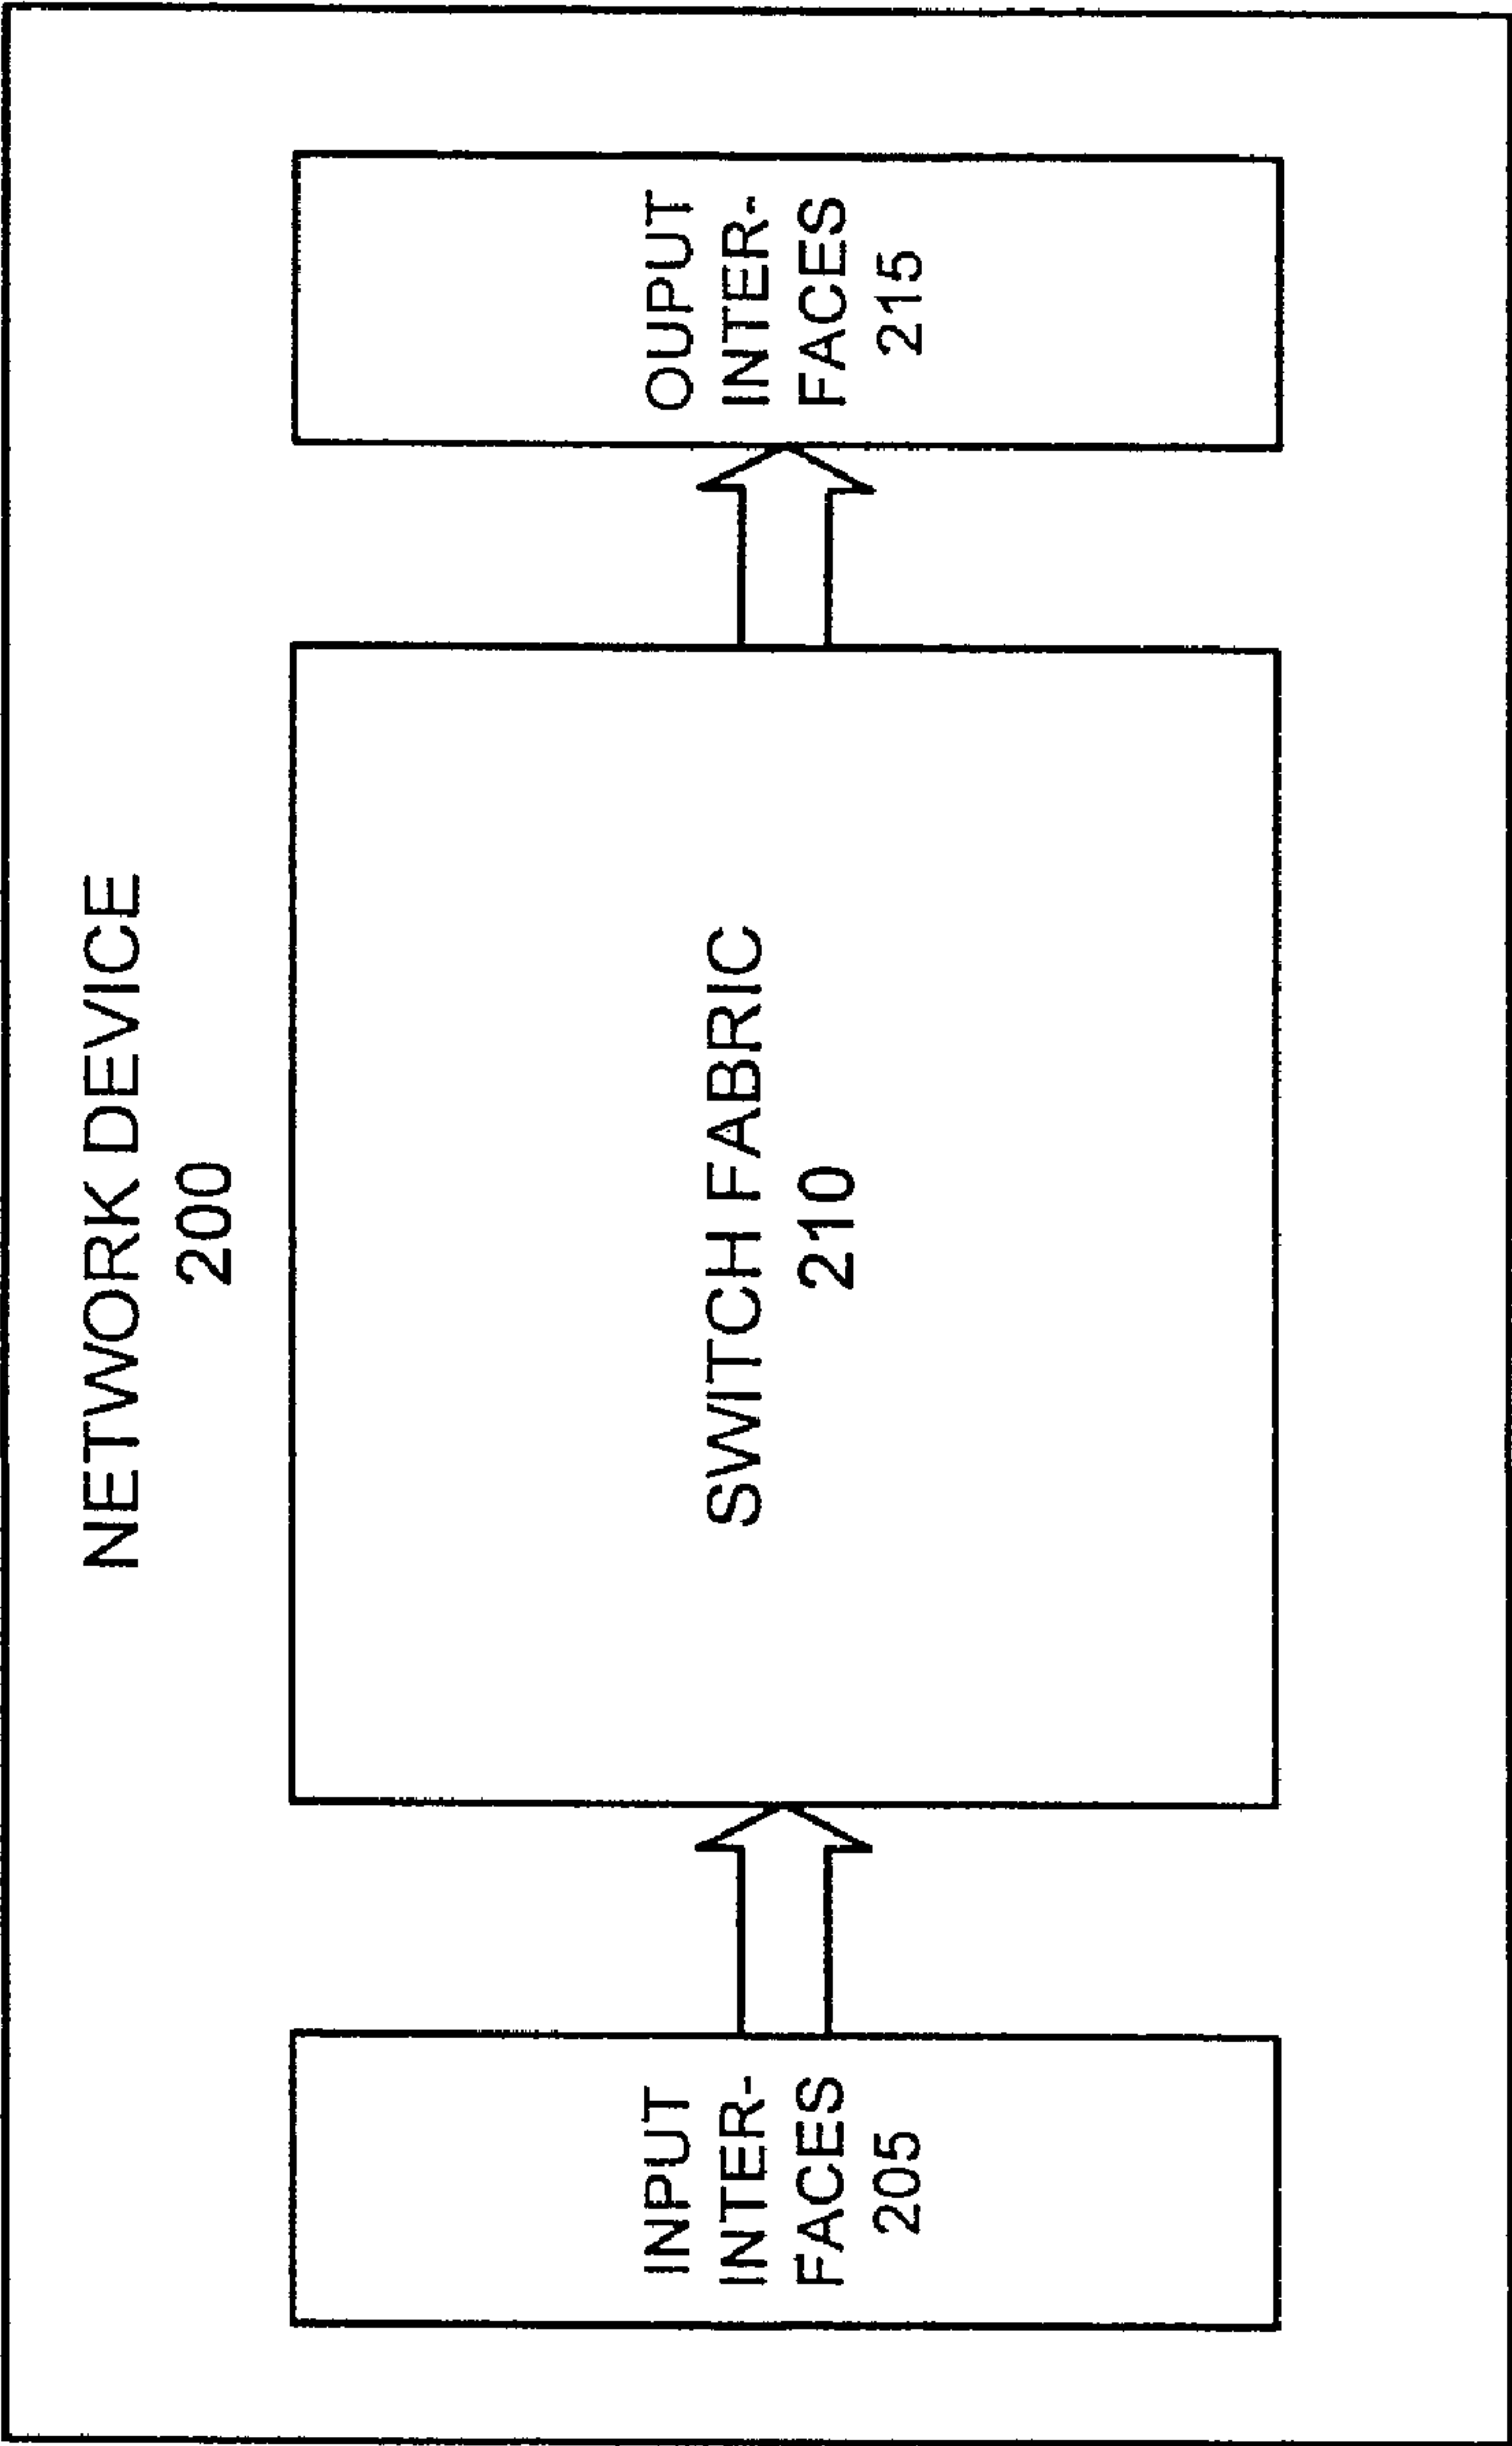 NETWORK DEVICE
200
INPUT
INTER-
FACES
205
SWITCH FABRIC
210
OUPUT
INTER-
FACES
215